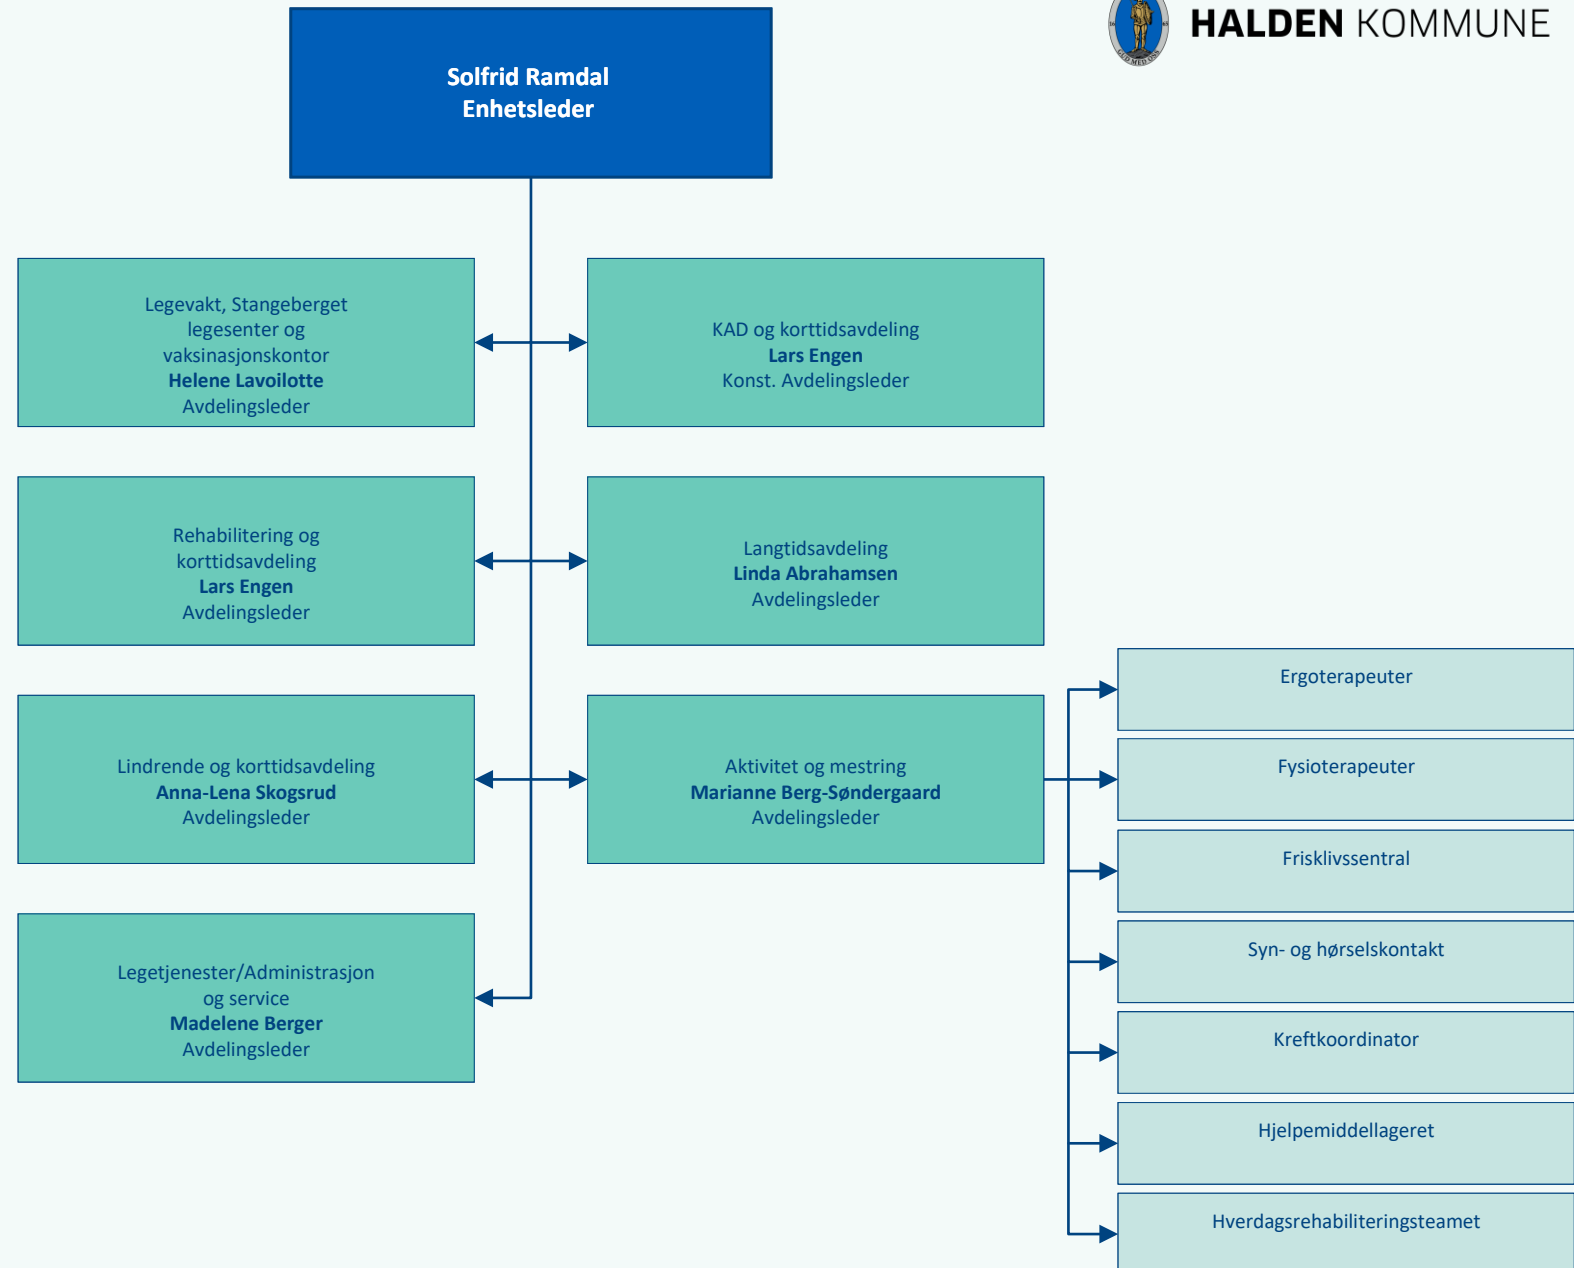 HALDEN KOMMUNE
GUD MED OSS
Solfrid Ramdal
Enhetsleder
Legevakt, Stangeberget
legesenter og
vaksinasjonskontor
Helene Lavoilotte
Avdelingsleder
KAD og korttidsavdeling
Lars Engen
Konst. Avdelingsleder
Rehabilitering og
korttidsavdeling
Lars Engen
Avdelingsleder
Langtidsavdeling
Linda Abrahamsen
Avdelingsleder
Lindrende og korttidsavdeling
Anna-Lena Skogsrud
Avdelingsleder
Aktivitet og mestring
Marianne Berg-Søndergaard
Avdelingsleder
Legetjenester/Administrasjon
og service
Madelene Berger
Avdelingsleder
Ergoterapeuter
Fysioterapeuter
Frisklivssentral
Syn- og hørselskontakt
Kreftkoordinator
Hjelpemiddellageret
Hverdagsrehabiliteringsteamet